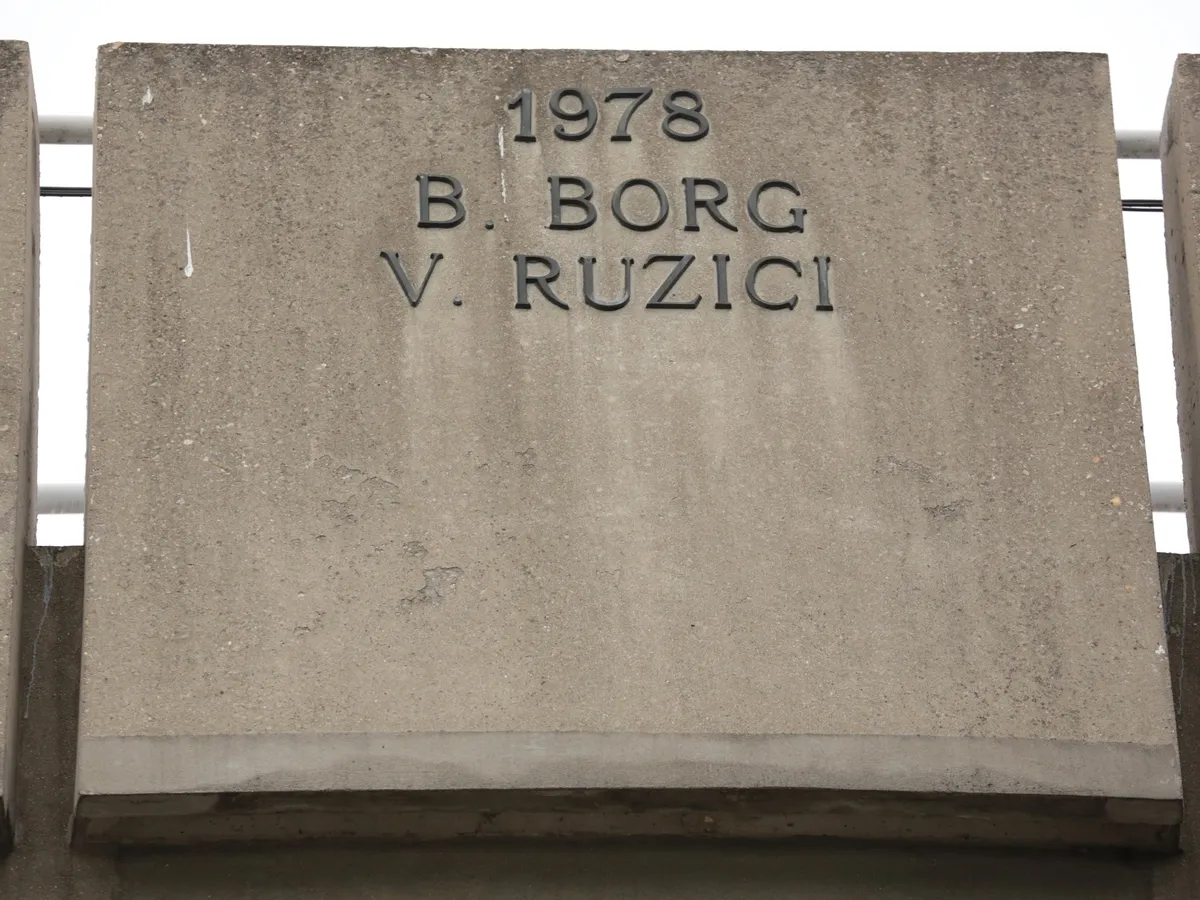 1978
B. BORG
V. RUZICI